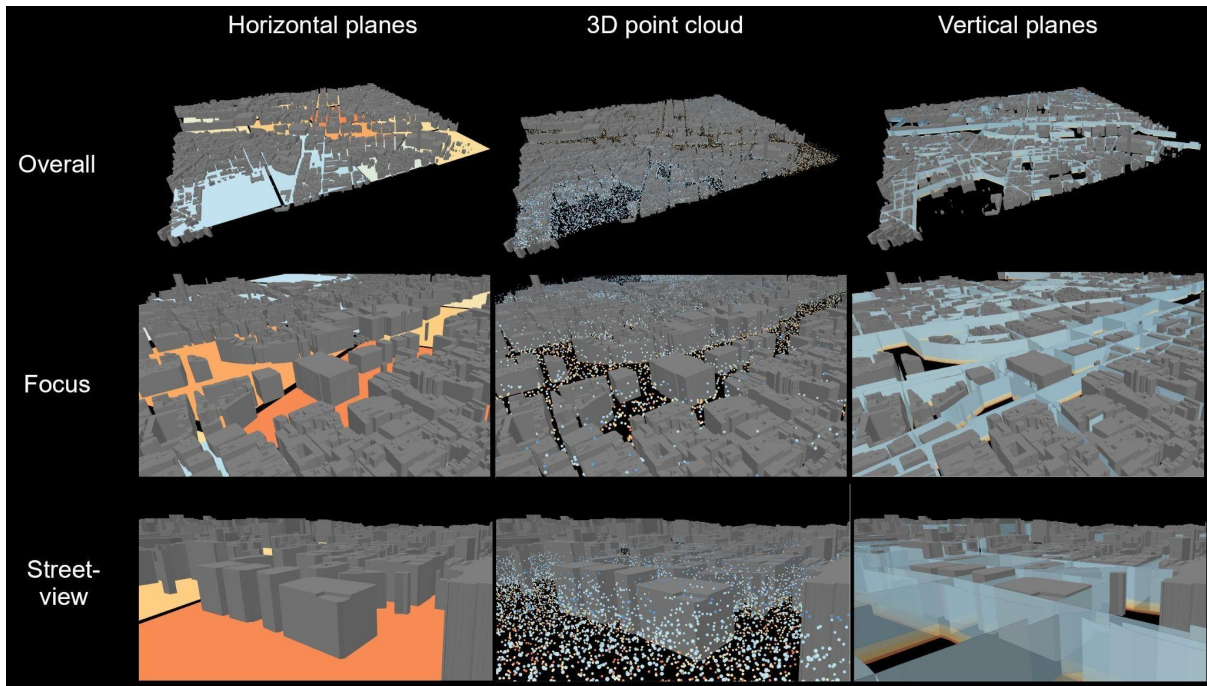 Horizontal planes
3D point cloud
Vertical planes
Overall
Focus
Street-
view